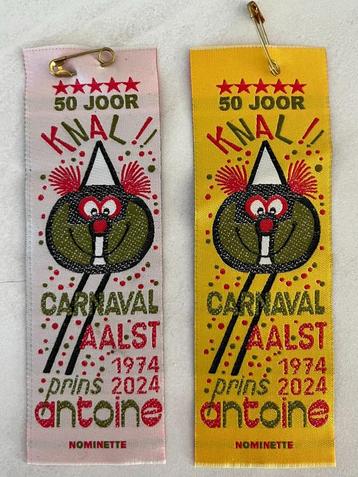 50 JOOR
KNAL!!
CARNAVAL
AALST
1974
prins 2024
antoine
NOMINETTE
50 JOOR
KNAL!!
CARNAVAL
AALST
1974
prins 2024
antoine
NOMINETTE